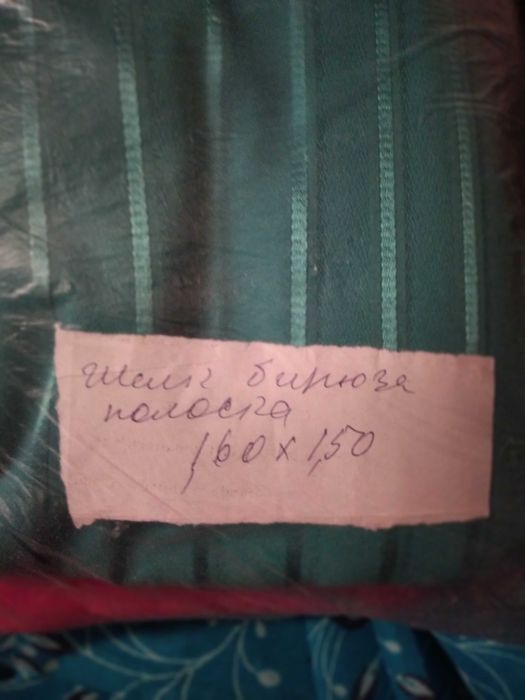 шелк бирюза
полоска
1,60 х 1,50